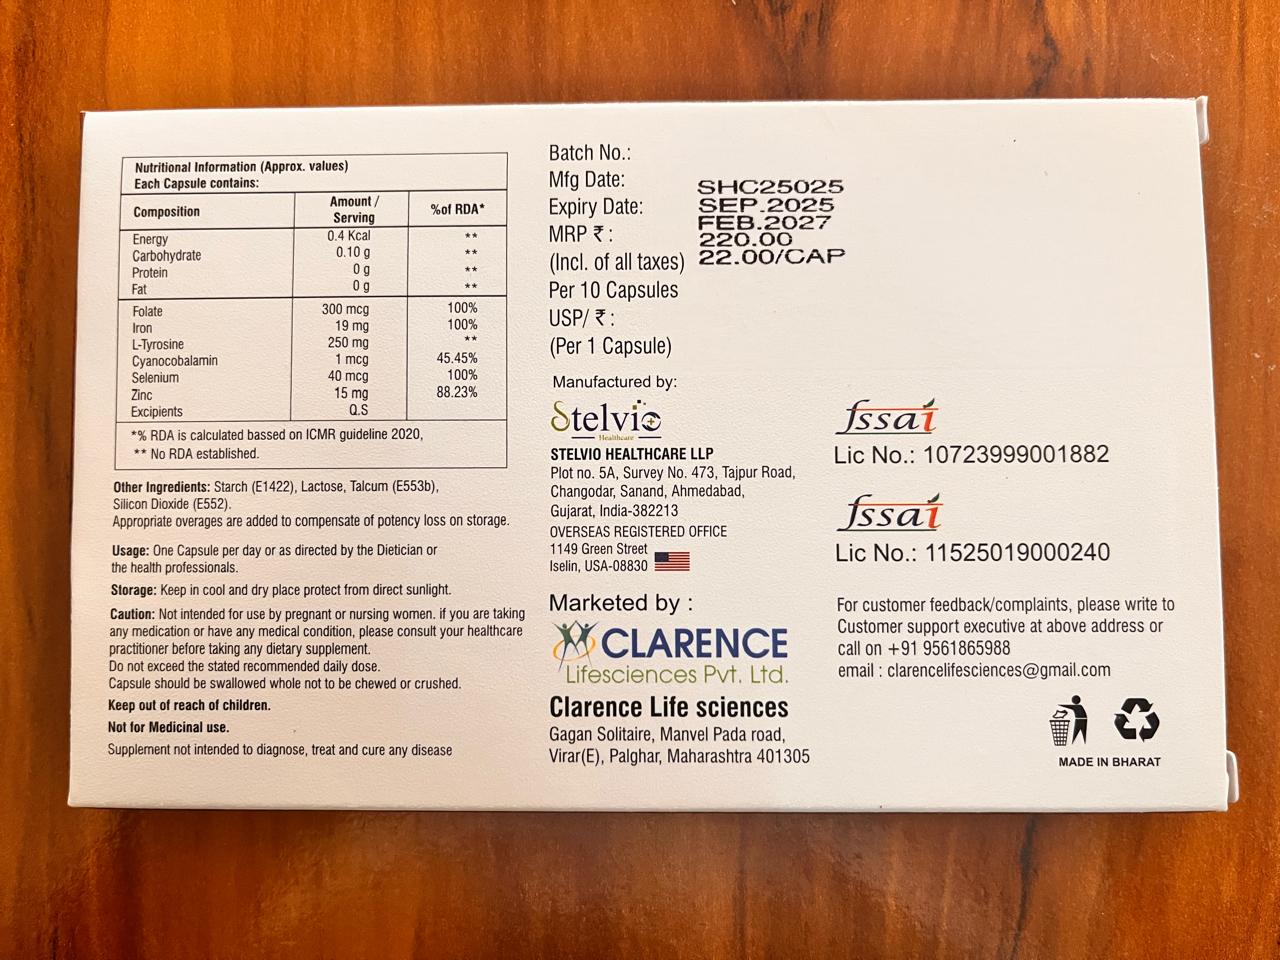 Nutritional Information (Approx. values)
Each Capsule contains:
Composition Amount / Serving %of RDA*
Energy 0.4 Kcal **
Carbohydrate 0.10 g **
Protein 0 g **
Fat 0 g **
Folate 300 mcg 100%
Iron 19 mg 100%
L-Tyrosine 250 mg **
Cyanocobalamin 1 mcg 45.45%
Selenium 40 mcg 100%
Zinc 15 mg 88.23%
Excipients Q.S
*% RDA is calculated bassed on ICMR guideline 2020,
** No RDA established.
Other Ingredients: Starch (E1422), Lactose, Talcum (E553b),
Silicon Dioxide (E552).
Appropriate overages are added to compensate of potency loss on storage.
Usage: One Capsule per day or as directed by the Dietician or
the health professionals.
Storage: Keep in cool and dry place protect from direct sunlight.
Caution: Not intended for use by pregnant or nursing women. if you are taking
any medication or have any medical condition, please consult your healthcare
practitioner before taking any dietary supplement.
Do not exceed the stated recommended daily dose.
Capsule should be swallowed whole not to be chewed or crushed.
Keep out of reach of children.
Not for Medicinal use.
Supplement not intended to diagnose, treat and cure any disease
Batch No.:
Mfg Date:
Expiry Date:
MRP ₹ :
(Incl. of all taxes)
Per 10 Capsules
USP/ ₹ :
(Per 1 Capsule)
SHC25025
SEP.2025
FEB.2027
220.00
22.00/CAP
Manufactured by:
Stelvio
Healthcare
STELVIO HEALTHCARE LLP
Plot no. 5A, Survey No. 473, Tajpur Road,
Changodar, Sanand, Ahmedabad,
Gujarat, India-382213
OVERSEAS REGISTERED OFFICE
1149 Green Street
Iselin, USA-08830
Marketed by :
CLARENCE
Lifesciences Pvt. Ltd.
Clarence Life sciences
Gagan Solitaire, Manvel Pada road,
Virar(E), Palghar, Maharashtra 401305
fssai
Lic No.: 10723999001882
fssai
Lic No.: 11525019000240
For customer feedback/complaints, please write to
Customer support executive at above address or
call on +91 9561865988
email : clarencelifesciences@gmail.com
MADE IN BHARAT